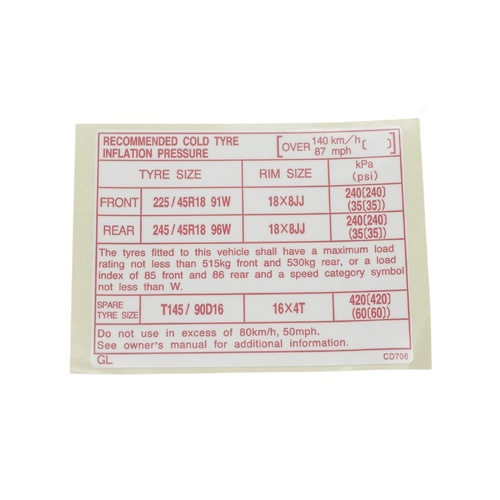 RECOMMENDED COLD TYRE INFLATION PRESSURE [OVER 140 km/h 87 mph ( )]
TYRE SIZE RIM SIZE kPa (psi)
FRONT 225/45R18 91W 18×8JJ 240(240) (35(35))
REAR 245/45R18 96W 18×8JJ 240(240) (35(35))
The tyres fitted to this vehicle shall have a maximum load
rating not less than 515kg front and 530kg rear, or a load
index of 85 front and 86 rear and a speed category symbol
not less than W.
SPARE TYRE SIZE T145/90D16 16×4T 420(420) (60(60))
Do not use in excess of 80km/h, 50mph.
See owner's manual for additional information.
GL CD706